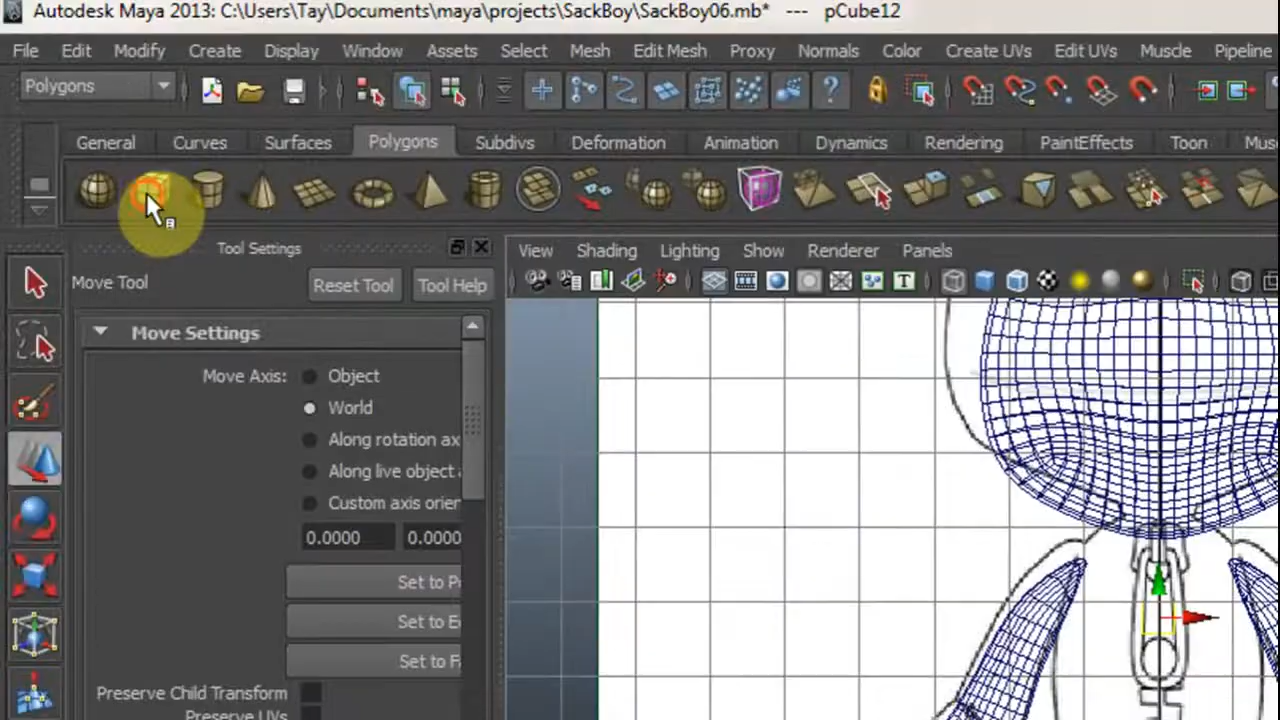 Autodesk Maya 2013: C:\Users\Tay\Documents\maya\projects\SackBoy\SackBoy06.mb*   ---   pCube12
File Edit Modify Create Display Window Assets Select Mesh Edit Mesh Proxy Normals Color Create UVs Edit UVs Muscle Pipeline
Polygons
General Curves Surfaces Polygons Subdivs Deformation Animation Dynamics Rendering PaintEffects Toon Mus
Tool Settings
View Shading Lighting Show Renderer Panels
Move Tool Reset Tool Tool Help
Move Settings
Move Axis: Object
World
Along rotation ax
Along live object a
Custom axis orier
0.0000 0.0000
Set to P
Set to E
Set to F
Preserve Child Transform
Preserve UVs